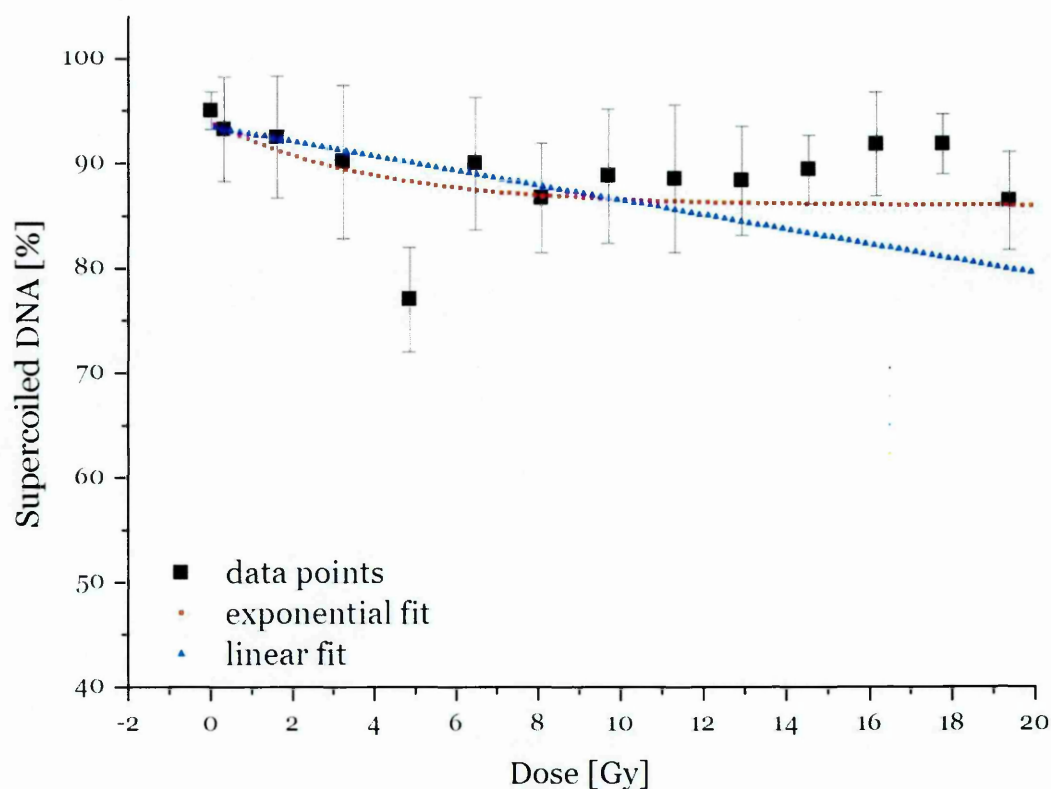 100
90
80
70
60
50
40
Supercoiled DNA [%]
data points
exponential fit
linear fit
-2 0 2 4 6 8 10 12 14 16 18 20
Dose [Gy]